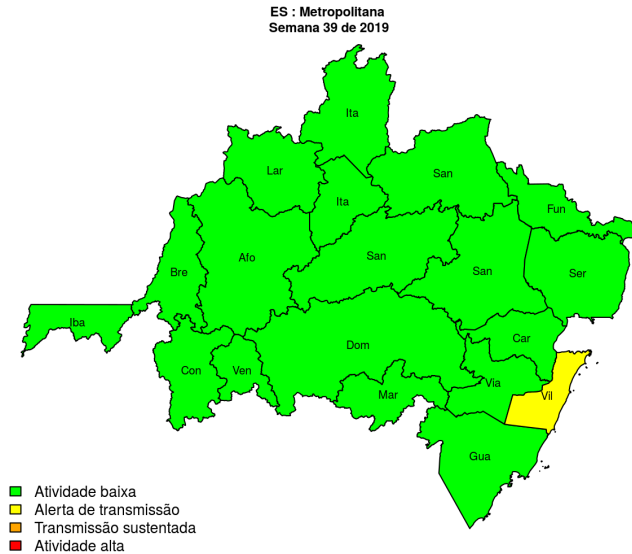 ES : Metropolitana
Semana 39 de 2019
Ita
Lar
San
Ita
Fun
Afo
San
Bre
San
Ser
Iba
Dom
Car
Con
Ven
Via
Mar
Vil
Gua
Atividade baixa
Alerta de transmissão
Transmissão sustentada
Atividade alta